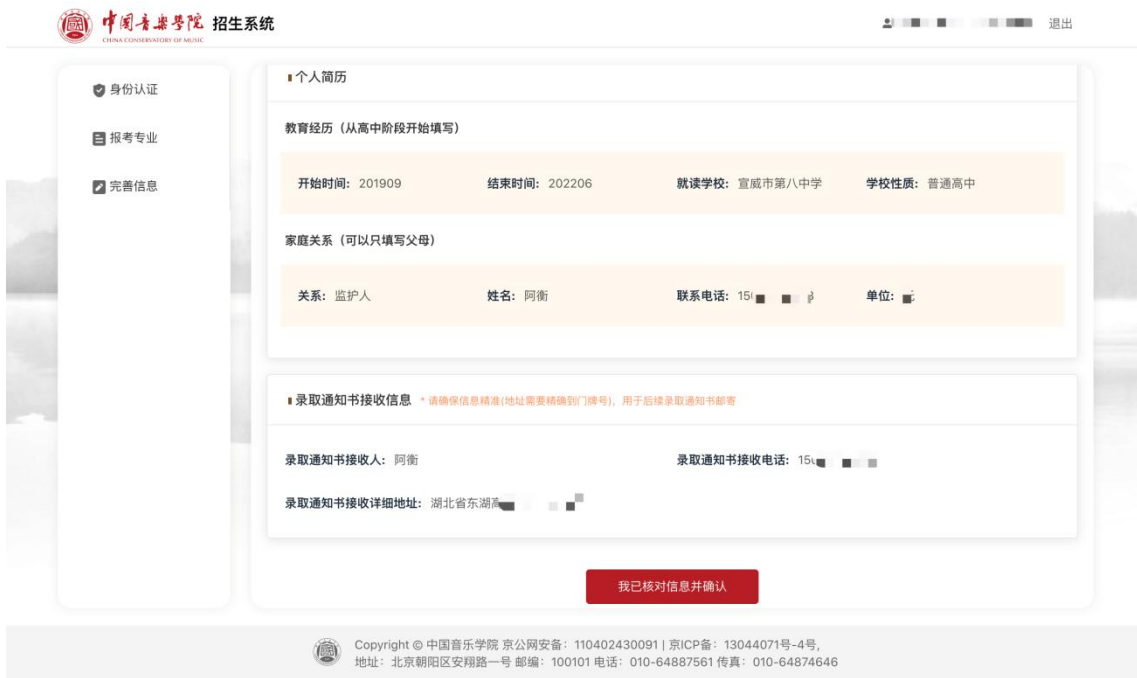 中国音乐学院 招生系统 退出
CHINA CONSERVATORY OF MUSIC
身份认证
报考专业
完善信息
个人简历
教育经历（从高中阶段开始填写）
开始时间: 201909 结束时间: 202206 就读学校: 宣威市第八中学 学校性质: 普通高中
家庭关系（可以只填写父母）
关系: 监护人 姓名: 阿衡 联系电话: 15 单位:
录取通知书接收信息 * 请确保信息精准(地址需要精确到门牌号)，用于后续录取通知书邮寄
录取通知书接收人: 阿衡 录取通知书接收电话: 15
录取通知书接收详细地址: 湖北省东湖高
我已核对信息并确认
Copyright © 中国音乐学院 京公网安备：110402430091 | 京ICP备：13044071号-4号,
地址：北京朝阳区安翔路一号 邮编：100101 电话：010-64887561 传真：010-64874646